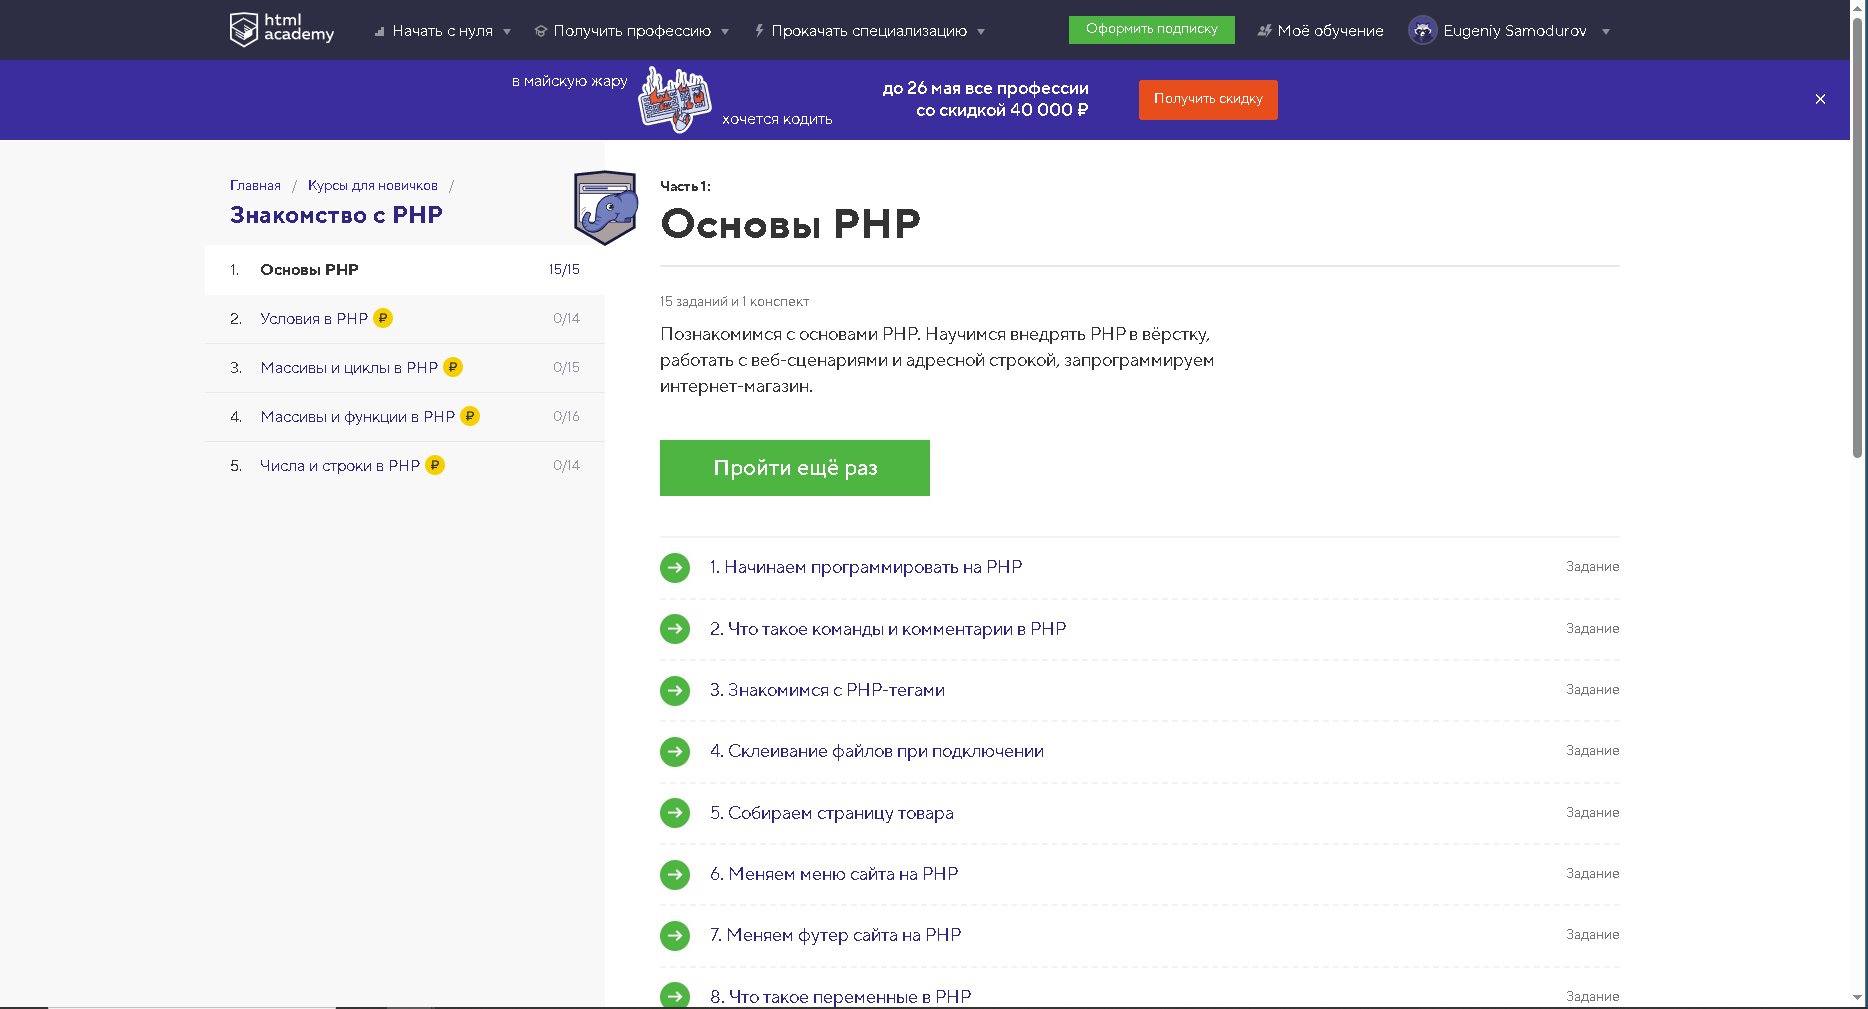 html academy
Начать с нуля
Получить профессию
Прокачать специализацию
Оформить подписку
Моё обучение
Eugeniy Samodurov
в майскую жару
хочется кодить
до 26 мая все профессии
со скидкой 40 000 ₽
Получить скидку
Главная / Курсы для новичков /
Знакомство с PHP
1. Основы PHP 15/15
2. Условия в PHP ₽ 0/14
3. Массивы и циклы в PHP ₽ 0/15
4. Массивы и функции в PHP ₽ 0/16
5. Числа и строки в PHP ₽ 0/14
Часть 1:
Основы PHP
15 заданий и 1 конспект
Познакомимся с основами PHP. Научимся внедрять PHP в вёрстку,
работать с веб-сценариями и адресной строкой, запрограммируем
интернет-магазин.
Пройти ещё раз
1. Начинаем программировать на PHP Задание
2. Что такое команды и комментарии в PHP Задание
3. Знакомимся с PHP-тегами Задание
4. Склеивание файлов при подключении Задание
5. Собираем страницу товара Задание
6. Меняем меню сайта на PHP Задание
7. Меняем футер сайта на PHP Задание
8. Что такое переменные в PHP Задание